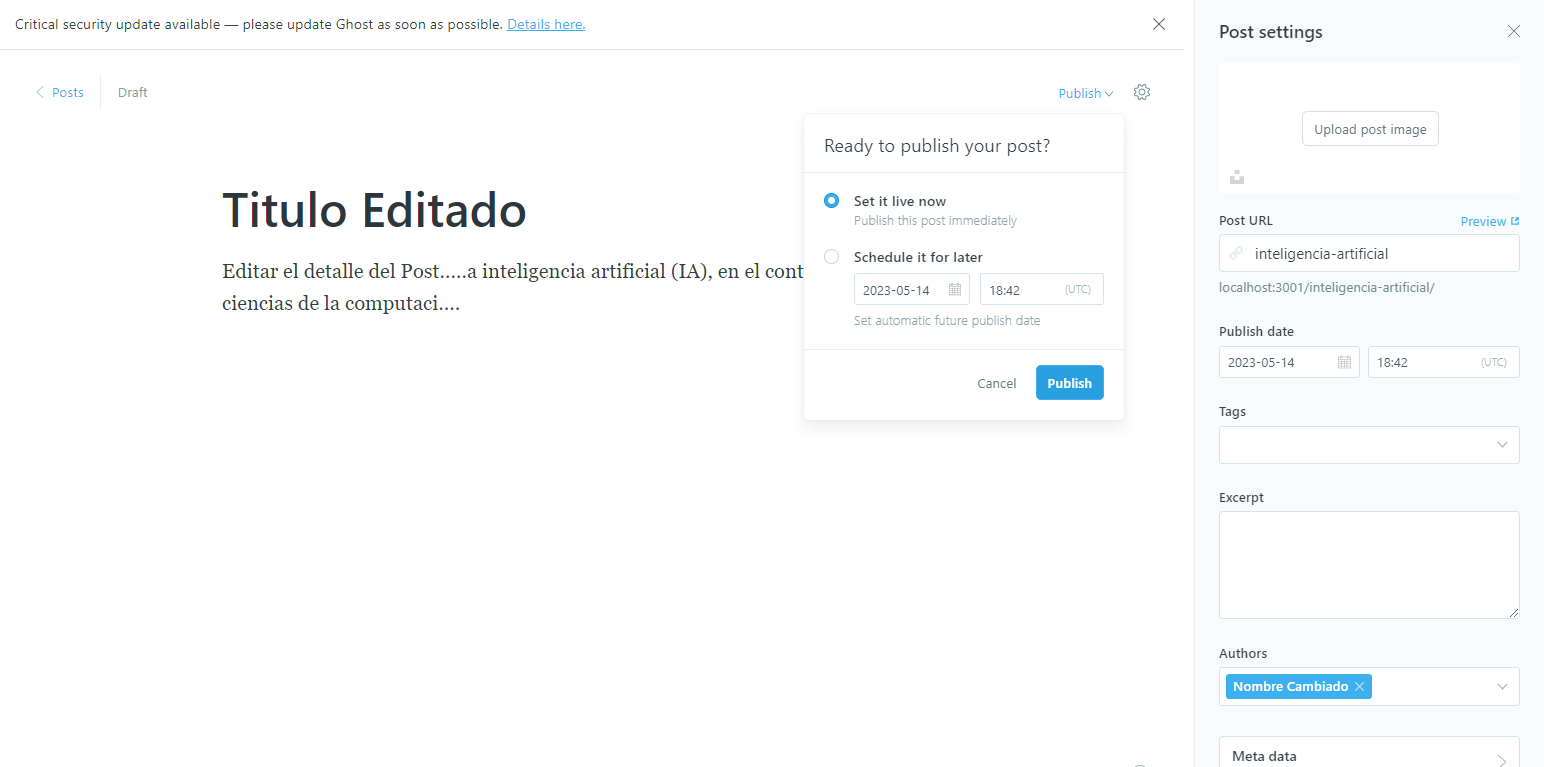 Critical security update available — please update Ghost as soon as possible. Details here.
Posts
Draft
Publish
Ready to publish your post?
Set it live now
Publish this post immediately
Schedule it for later
2023-05-14
18:42
(UTC)
Set automatic future publish date
Cancel
Publish
Titulo Editado
Editar el detalle del Post.....a inteligencia artificial (IA), en el cont
ciencias de la computaci....
Post settings
Upload post image
Post URL
Preview
inteligencia-artificial
localhost:3001/inteligencia-artificial/
Publish date
2023-05-14
18:42
(UTC)
Tags
Excerpt
Authors
Nombre Cambiado
Meta data